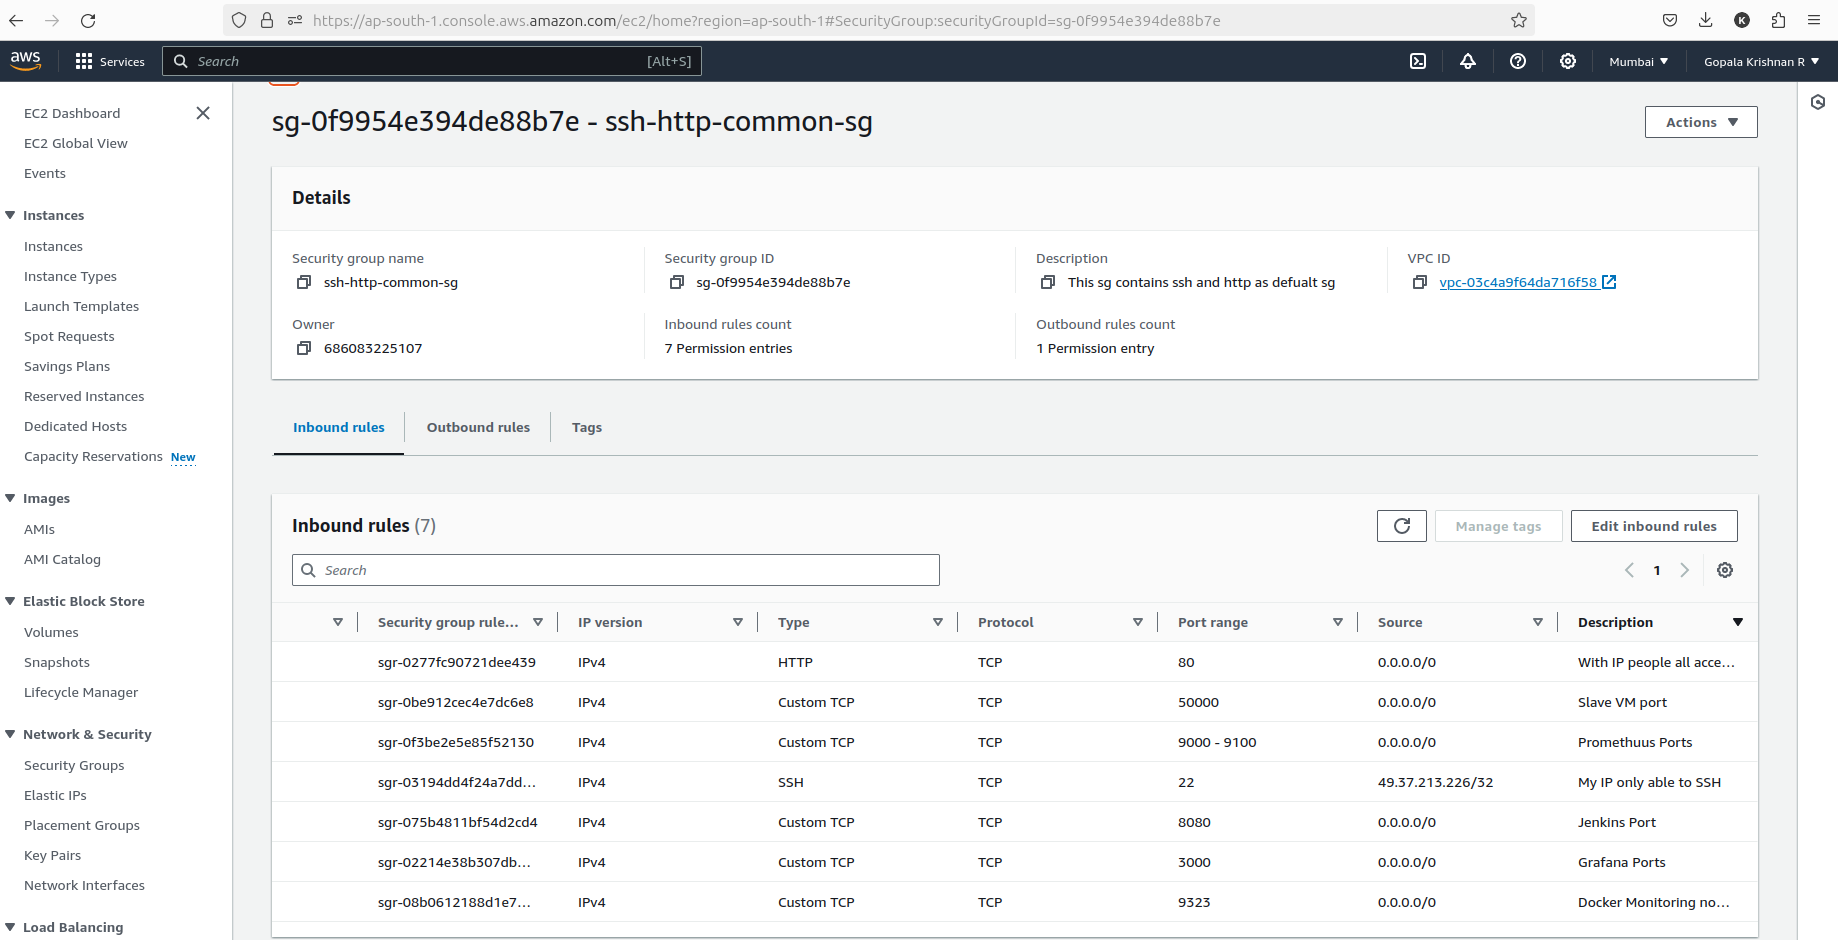 https://ap-south-1.console.aws.amazon.com/ec2/home?region=ap-south-1#SecurityGroup:securityGroupId=sg-0f9954e394de88b7e
K
aws
Services
Search
[Alt+S]
Mumbai
Gopala Krishnan R
EC2 Dashboard
EC2 Global View
Events
Instances
Instances
Instance Types
Launch Templates
Spot Requests
Savings Plans
Reserved Instances
Dedicated Hosts
Capacity Reservations New
Images
AMIs
AMI Catalog
Elastic Block Store
Volumes
Snapshots
Lifecycle Manager
Network & Security
Security Groups
Elastic IPs
Placement Groups
Key Pairs
Network Interfaces
Load Balancing
sg-0f9954e394de88b7e - ssh-http-common-sg
Actions
Details
Security group name
ssh-http-common-sg
Security group ID
sg-0f9954e394de88b7e
Description
This sg contains ssh and http as defualt sg
VPC ID
vpc-03c4a9f64da716f58
Owner
686083225107
Inbound rules count
7 Permission entries
Outbound rules count
1 Permission entry
Inbound rules
Outbound rules
Tags
Inbound rules (7)
Manage tags
Edit inbound rules
Search
1
Security group rule... IP version Type Protocol Port range Source Description
sgr-0277fc90721dee439 IPv4 HTTP TCP 80 0.0.0.0/0 With IP people all acce...
sgr-0be912cec4e7dc6e8 IPv4 Custom TCP TCP 50000 0.0.0.0/0 Slave VM port
sgr-0f3be2e5e85f52130 IPv4 Custom TCP TCP 9000 - 9100 0.0.0.0/0 Promethuus Ports
sgr-03194dd4f24a7dd... IPv4 SSH TCP 22 49.37.213.226/32 My IP only able to SSH
sgr-075b4811bf54d2cd4 IPv4 Custom TCP TCP 8080 0.0.0.0/0 Jenkins Port
sgr-02214e38b307db... IPv4 Custom TCP TCP 3000 0.0.0.0/0 Grafana Ports
sgr-08b0612188d1e7... IPv4 Custom TCP TCP 9323 0.0.0.0/0 Docker Monitoring no...